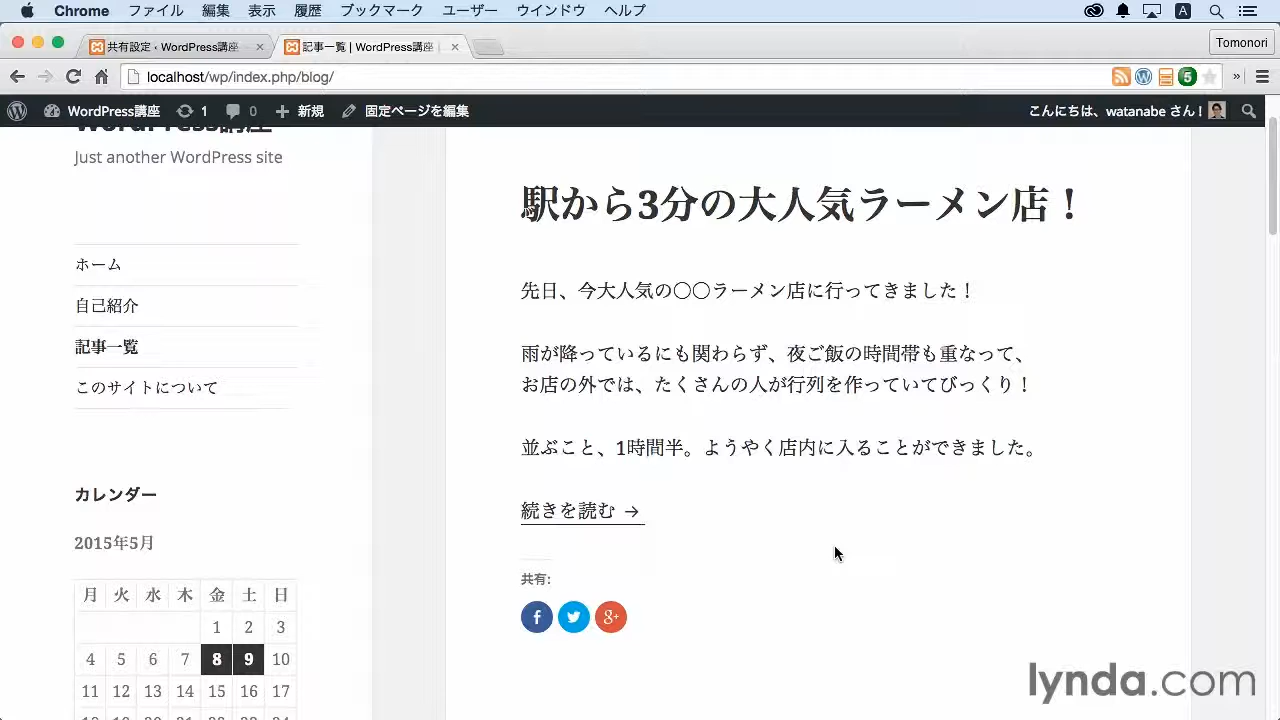 Chrome ファイル 編集 表示 履歴 ブックマーク ユーザー ウインドウ ヘルプ A
共有設定 ‹ WordPress講座 × 記事一覧 | WordPress講座 | × Tomonori
localhost/wp/index.php/blog/ 5 »
WordPress講座 1 0 新規 固定ページを編集 こんにちは、watanabe さん !
WordPress講座
Just another WordPress site
ホーム
自己紹介
記事一覧
このサイトについて
カレンダー
2015年5月
月 火 水 木 金 土 日
1 2 3
4 5 6 7 8 9 10
11 12 13 14 15 16 17
駅から3分の大人気ラーメン店！
先日、今大人気の〇〇ラーメン店に行ってきました！
雨が降っているにも関わらず、夜ご飯の時間帯も重なって、
お店の外では、たくさんの人が行列を作っていてびっくり！
並ぶこと、1時間半。ようやく店内に入ることができました。
続きを読む →
共有:
lynda.com